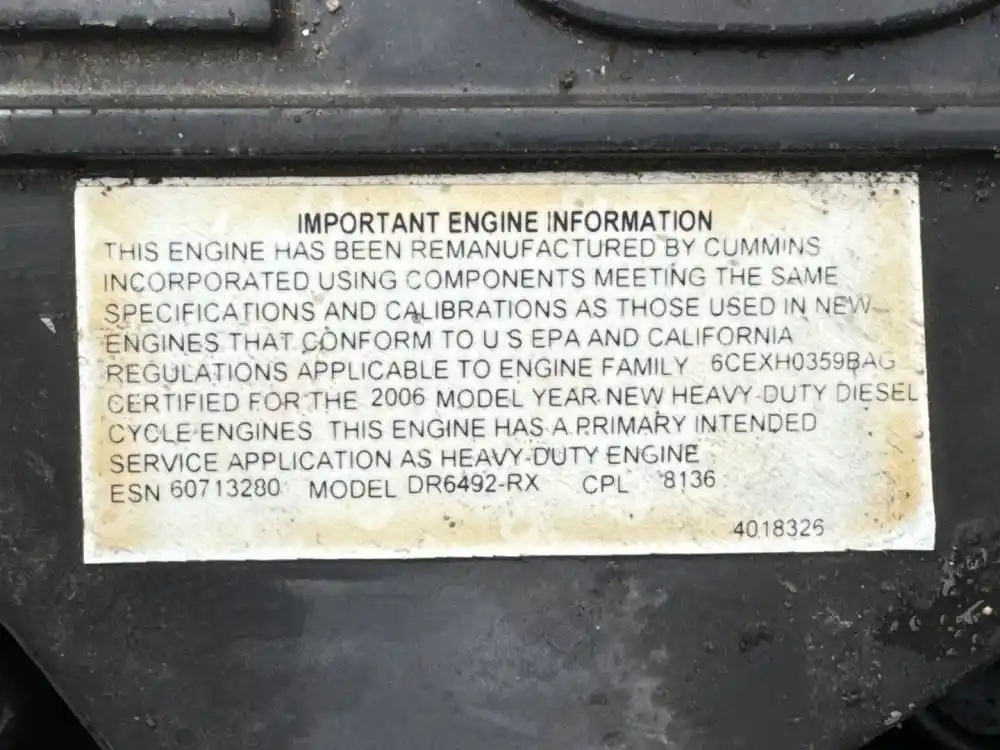 IMPORTANT ENGINE INFORMATION
THIS ENGINE HAS BEEN REMANUFACTURED BY CUMMINS
INCORPORATED USING COMPONENTS MEETING THE SAME
SPECIFICATIONS AND CALIBRATIONS AS THOSE USED IN NEW
ENGINES THAT CONFORM TO U S EPA AND CALIFORNIA
REGULATIONS APPLICABLE TO ENGINE FAMILY 6CEXH0359BAG
CERTIFIED FOR THE 2006 MODEL YEAR NEW HEAVY-DUTY DIESEL
CYCLE ENGINES THIS ENGINE HAS A PRIMARY INTENDED
SERVICE APPLICATION AS HEAVY-DUTY ENGINE
ESN 60713280 MODEL DR6492-RX CPL 8136
4018326